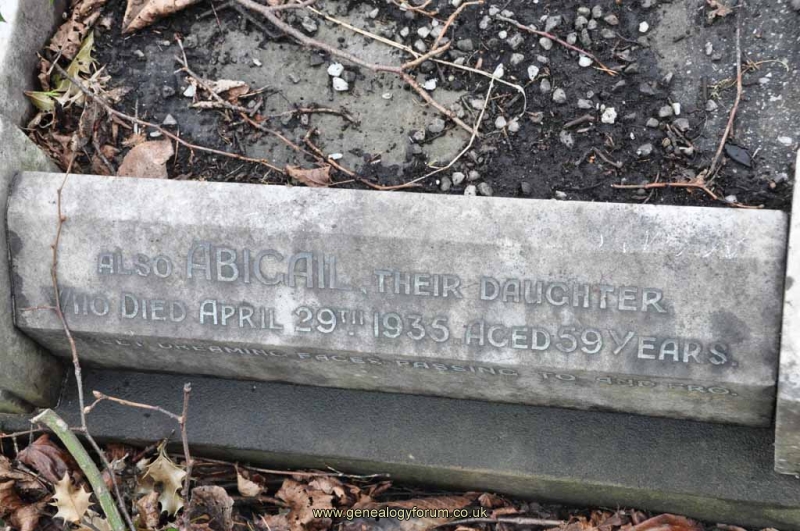 ALSO ABIGAIL, THEIR DAUGHTER
WHO DIED APRIL 29TH 1935 AGED 59 YEARS.
DREAMING FACES PASSING TO AND FRO.
www.genealogyforum.co.uk